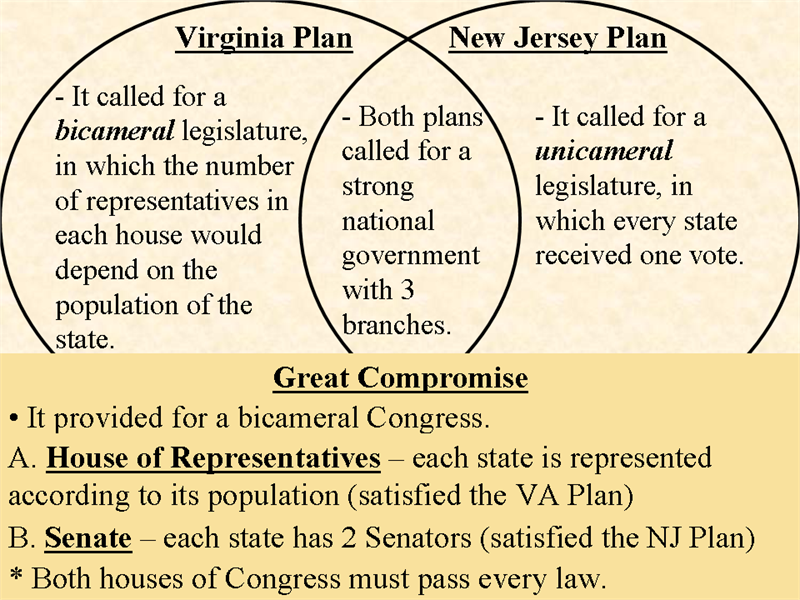 Virginia Plan
- It called for a
bicameral legislature,
in which the number
of representatives in
each house would
depend on the
population of the
state.
- Both plans
called for a
strong
national
government
with 3
branches.
New Jersey Plan
- It called for a
unicameral
legislature, in
which every state
received one vote.
Great Compromise
• It provided for a bicameral Congress.
A. House of Representatives – each state is represented
according to its population (satisfied the VA Plan)
B. Senate – each state has 2 Senators (satisfied the NJ Plan)
* Both houses of Congress must pass every law.